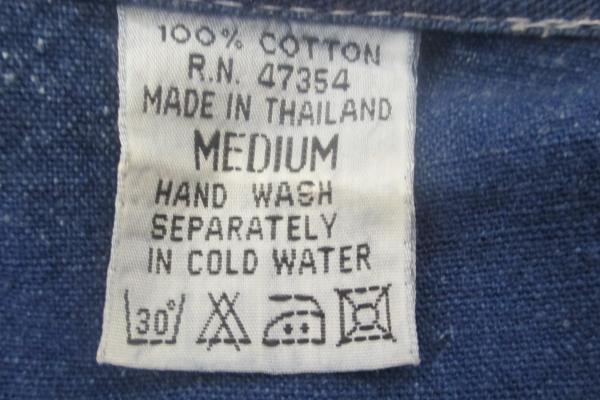 100% COTTON
R.N. 47354
MADE IN THAILAND
MEDIUM
HAND WASH
SEPARATELY
IN COLD WATER
30°